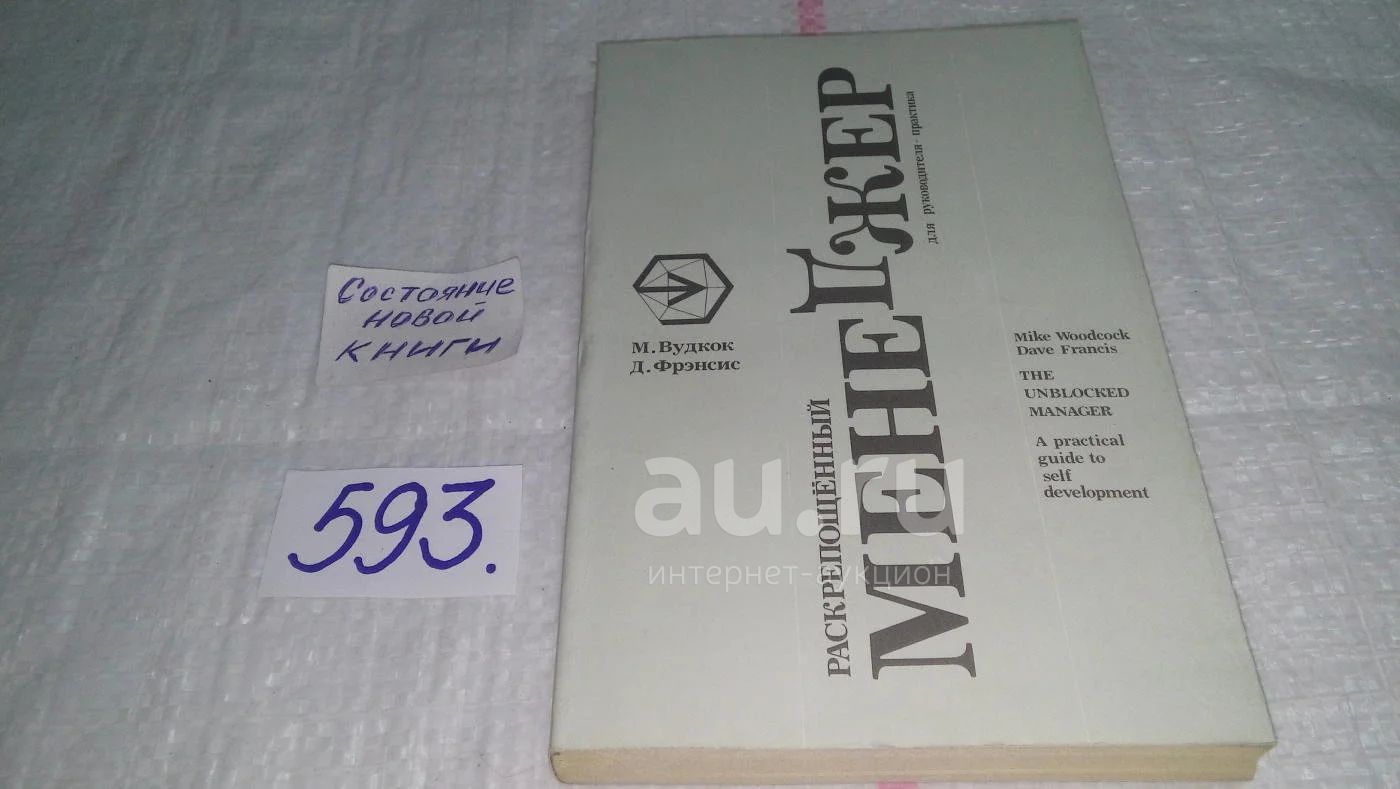 Состояние
новой
книги
593.
М.Вудкок
Д.Фрэнсис
РАСКРЕПОЩЁННЫЙ
МЕНЕДЖЕР
для руководителя-практика
Mike Woodcock
Dave Francis
THE
UNBLOCKED
MANAGER
A practical
guide to
self
development
au.ru
интернет-аукцион